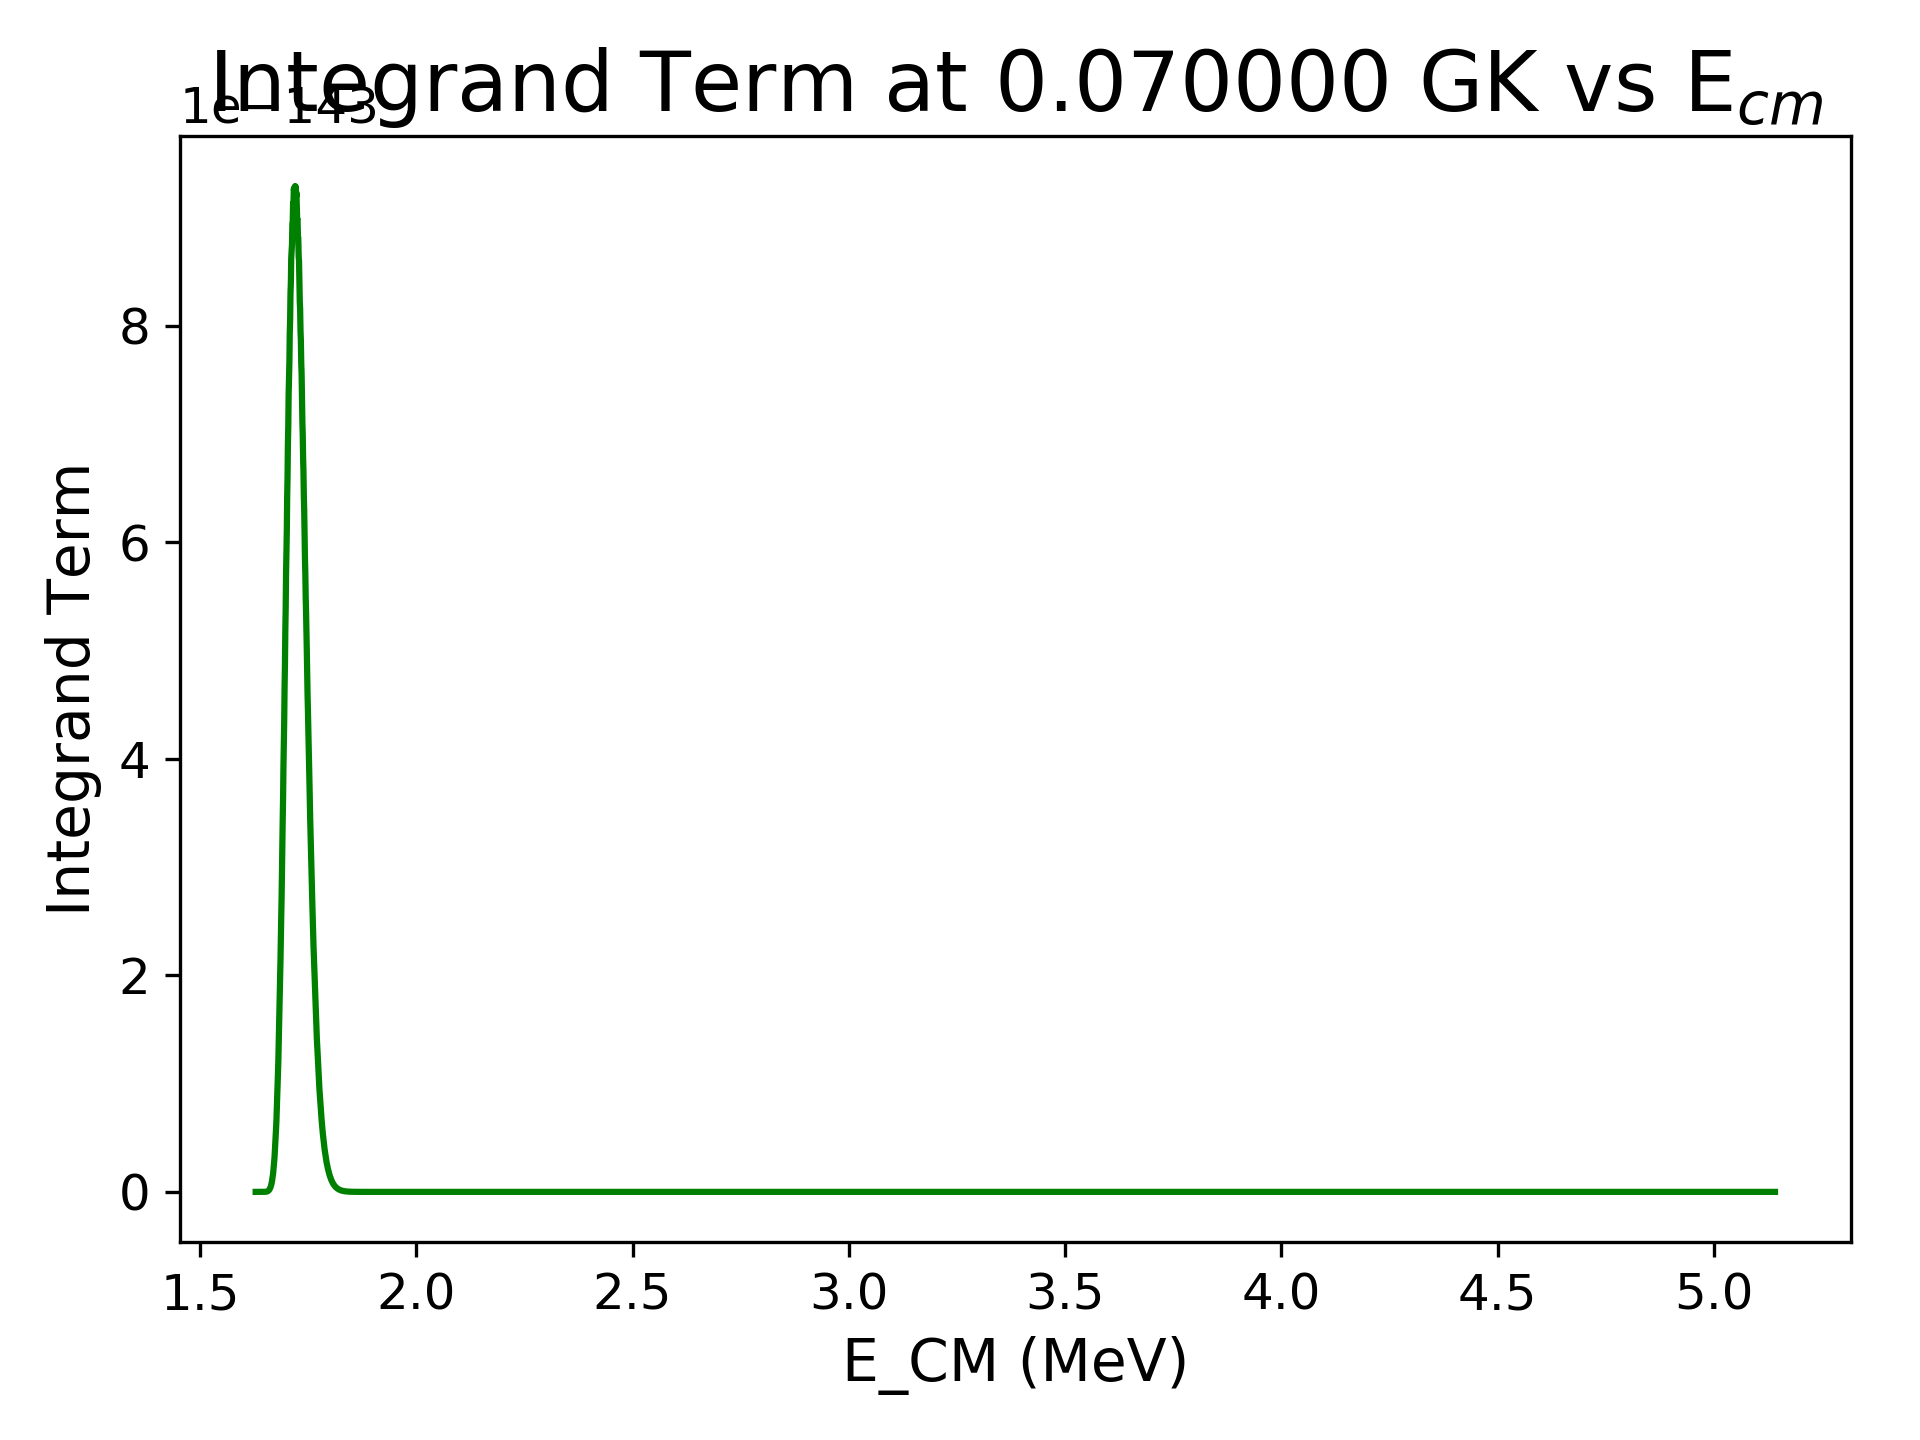 Integrand Term at 0.070000 GK vs E_cm
1e−143
Integrand Term
8
6
4
2
0
1.5 2.0 2.5 3.0 3.5 4.0 4.5 5.0
E_CM (MeV)